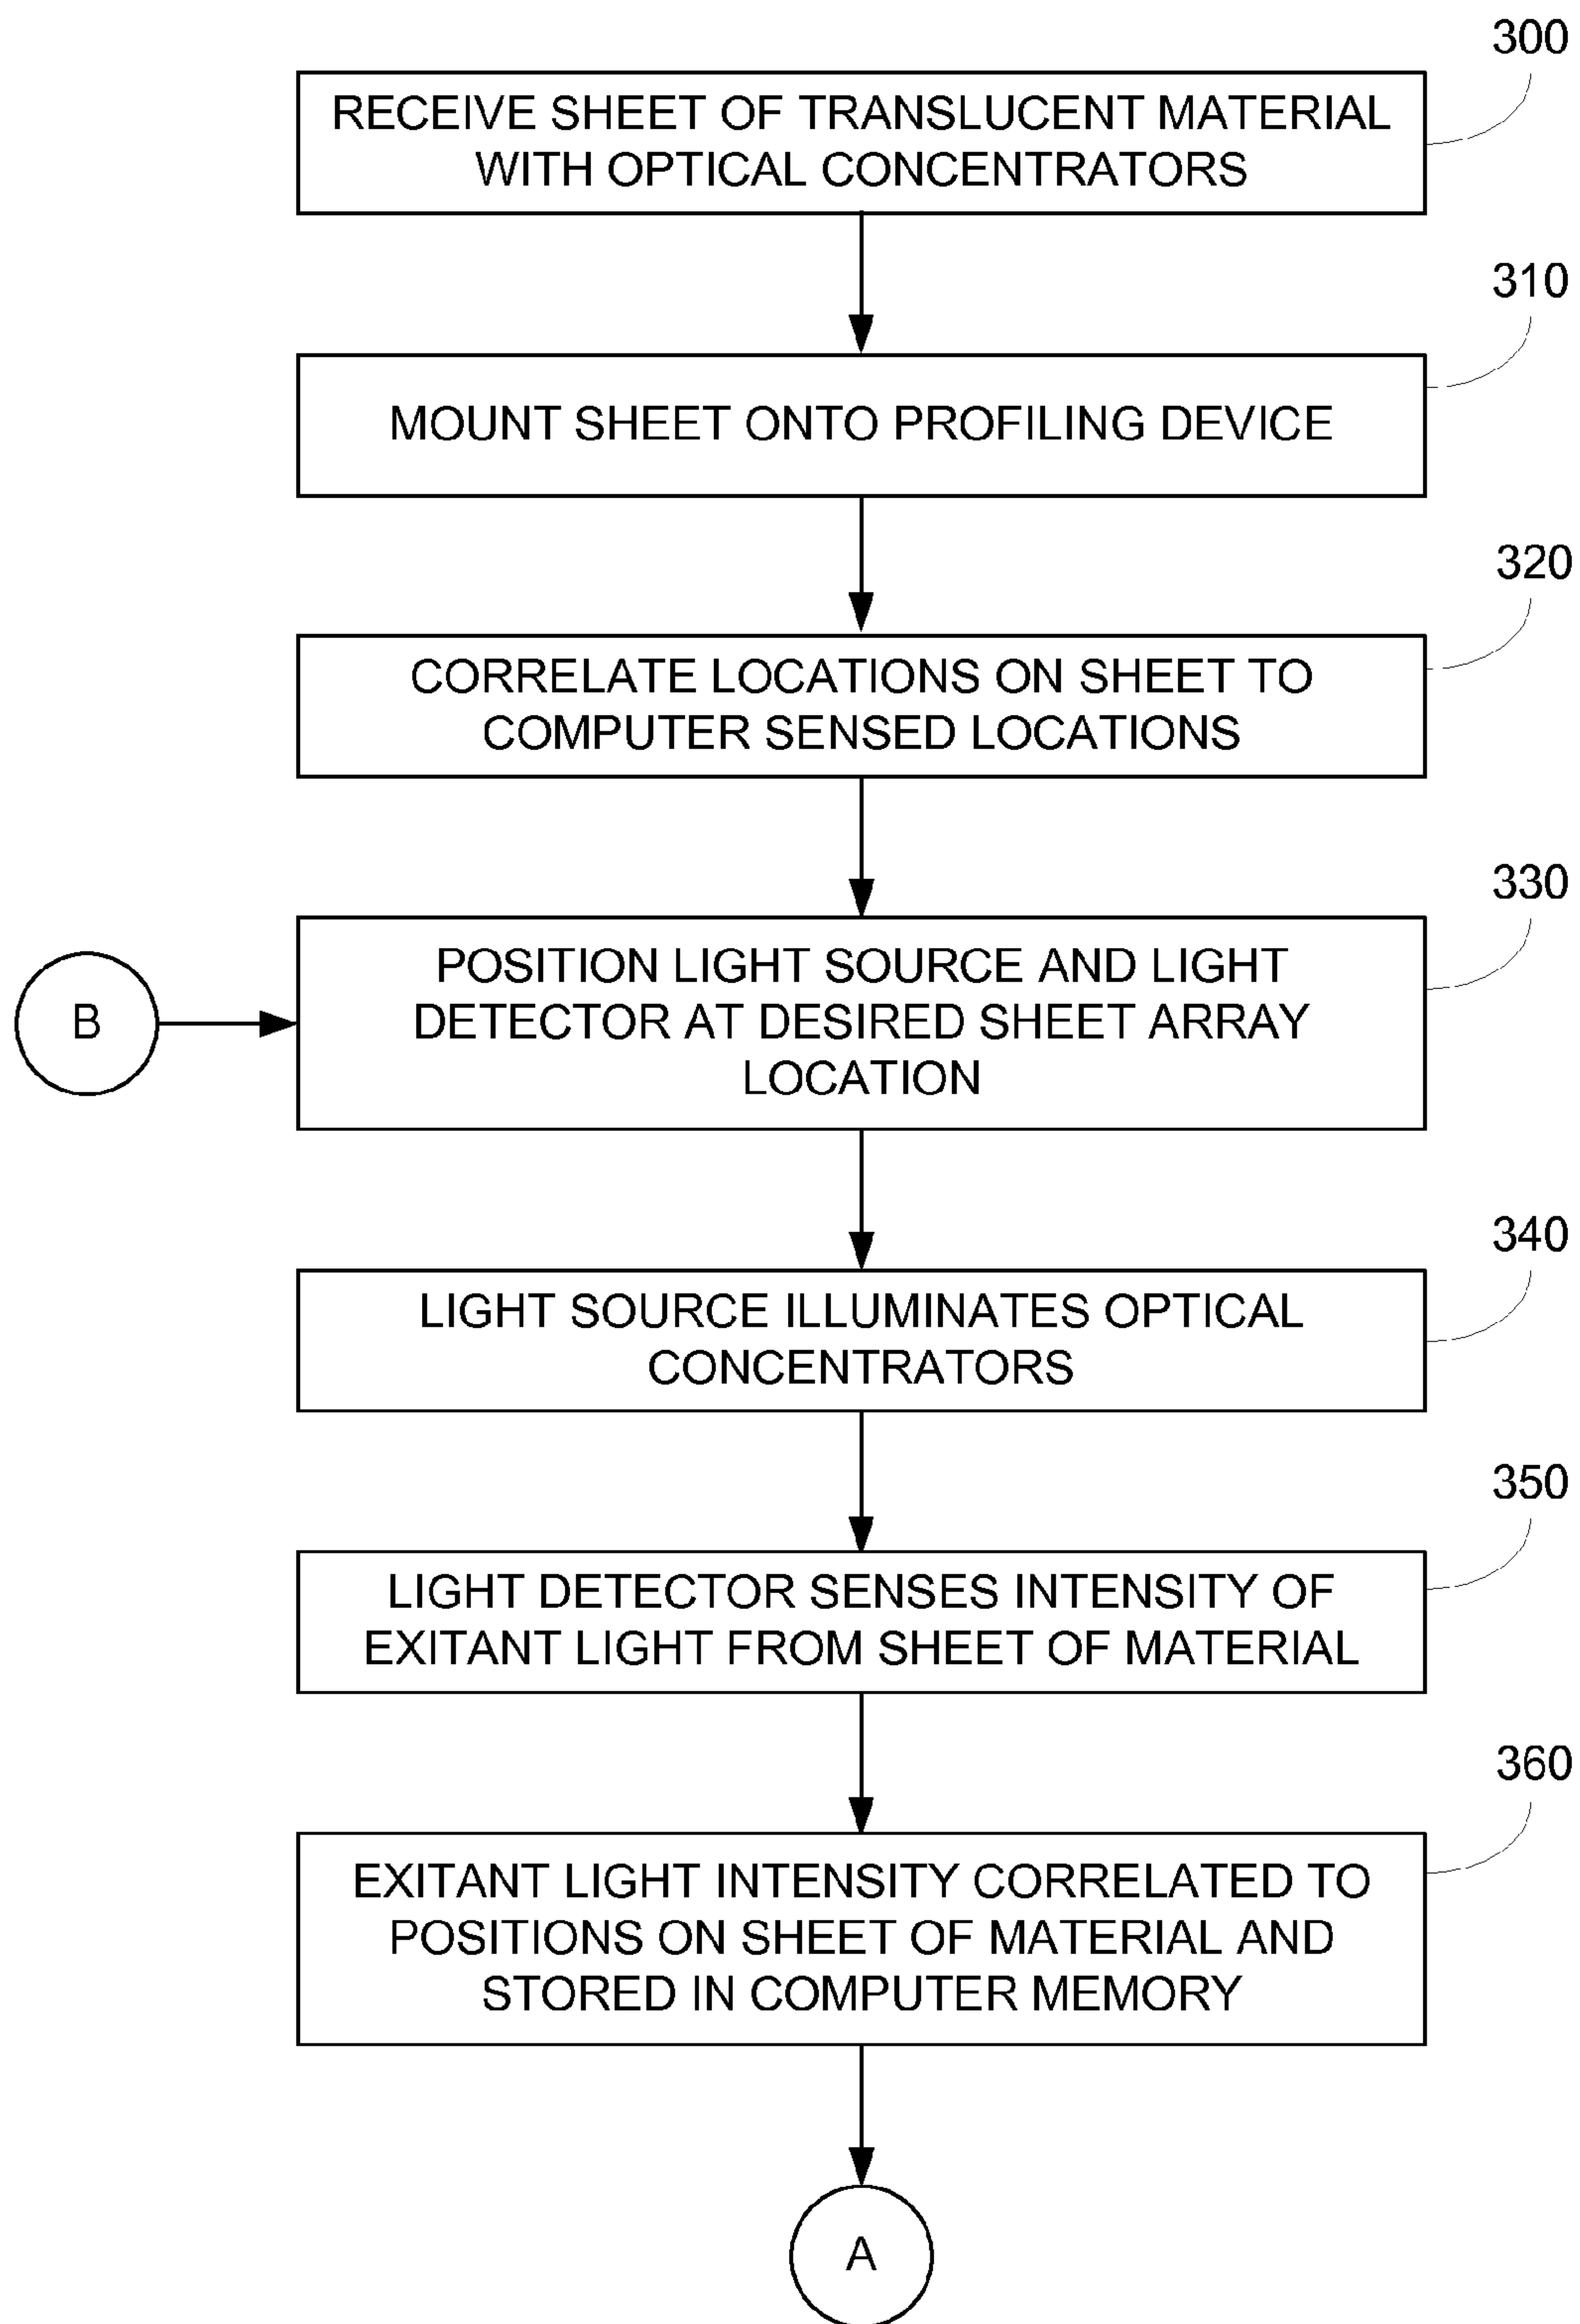 300
RECEIVE SHEET OF TRANSLUCENT MATERIAL
WITH OPTICAL CONCENTRATORS
310
MOUNT SHEET ONTO PROFILING DEVICE
320
CORRELATE LOCATIONS ON SHEET TO
COMPUTER SENSED LOCATIONS
330
POSITION LIGHT SOURCE AND LIGHT
DETECTOR AT DESIRED SHEET ARRAY
LOCATION
B
340
LIGHT SOURCE ILLUMINATES OPTICAL
CONCENTRATORS
350
LIGHT DETECTOR SENSES INTENSITY OF
EXITANT LIGHT FROM SHEET OF MATERIAL
360
EXITANT LIGHT INTENSITY CORRELATED TO
POSITIONS ON SHEET OF MATERIAL AND
STORED IN COMPUTER MEMORY
A